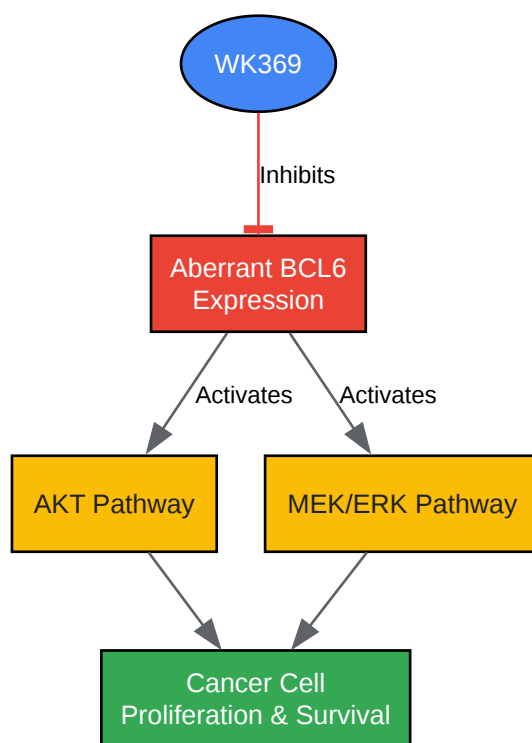 WK369
Inhibits
Aberrant BCL6
Expression
Activates
Activates
AKT Pathway
MEK/ERK Pathway
Cancer Cell
Proliferation & Survival